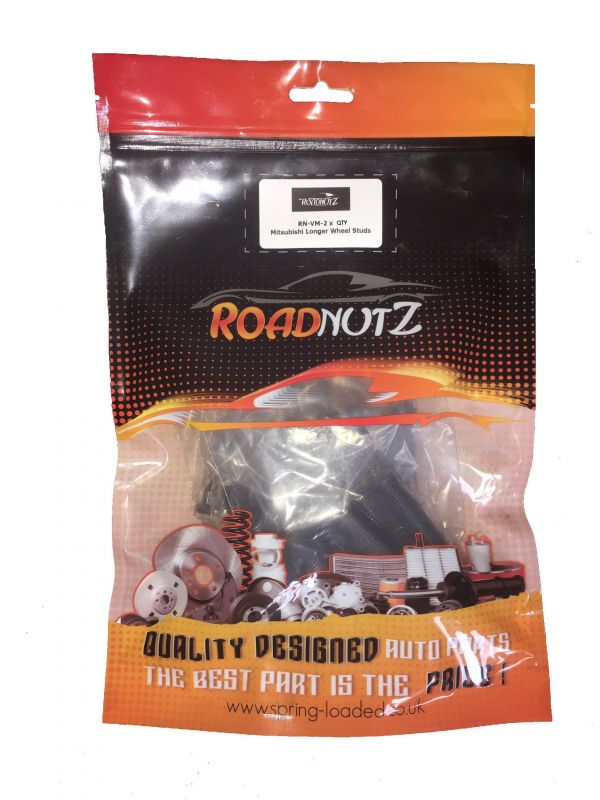 ROADNUTZ
RN-VM-2 x QTY
Mitsubishi Longer Wheel Studs
ROADNUTZ
QUALITY DESIGNED AUTO PARTS
THE BEST PART IS THE PRICE!
www.spring-loaded.co.uk